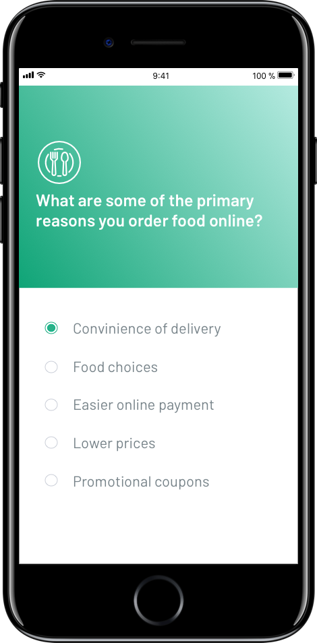 9:41
100 %
What are some of the primary
reasons you order food online?
Convinience of delivery
Food choices
Easier online payment
Lower prices
Promotional coupons